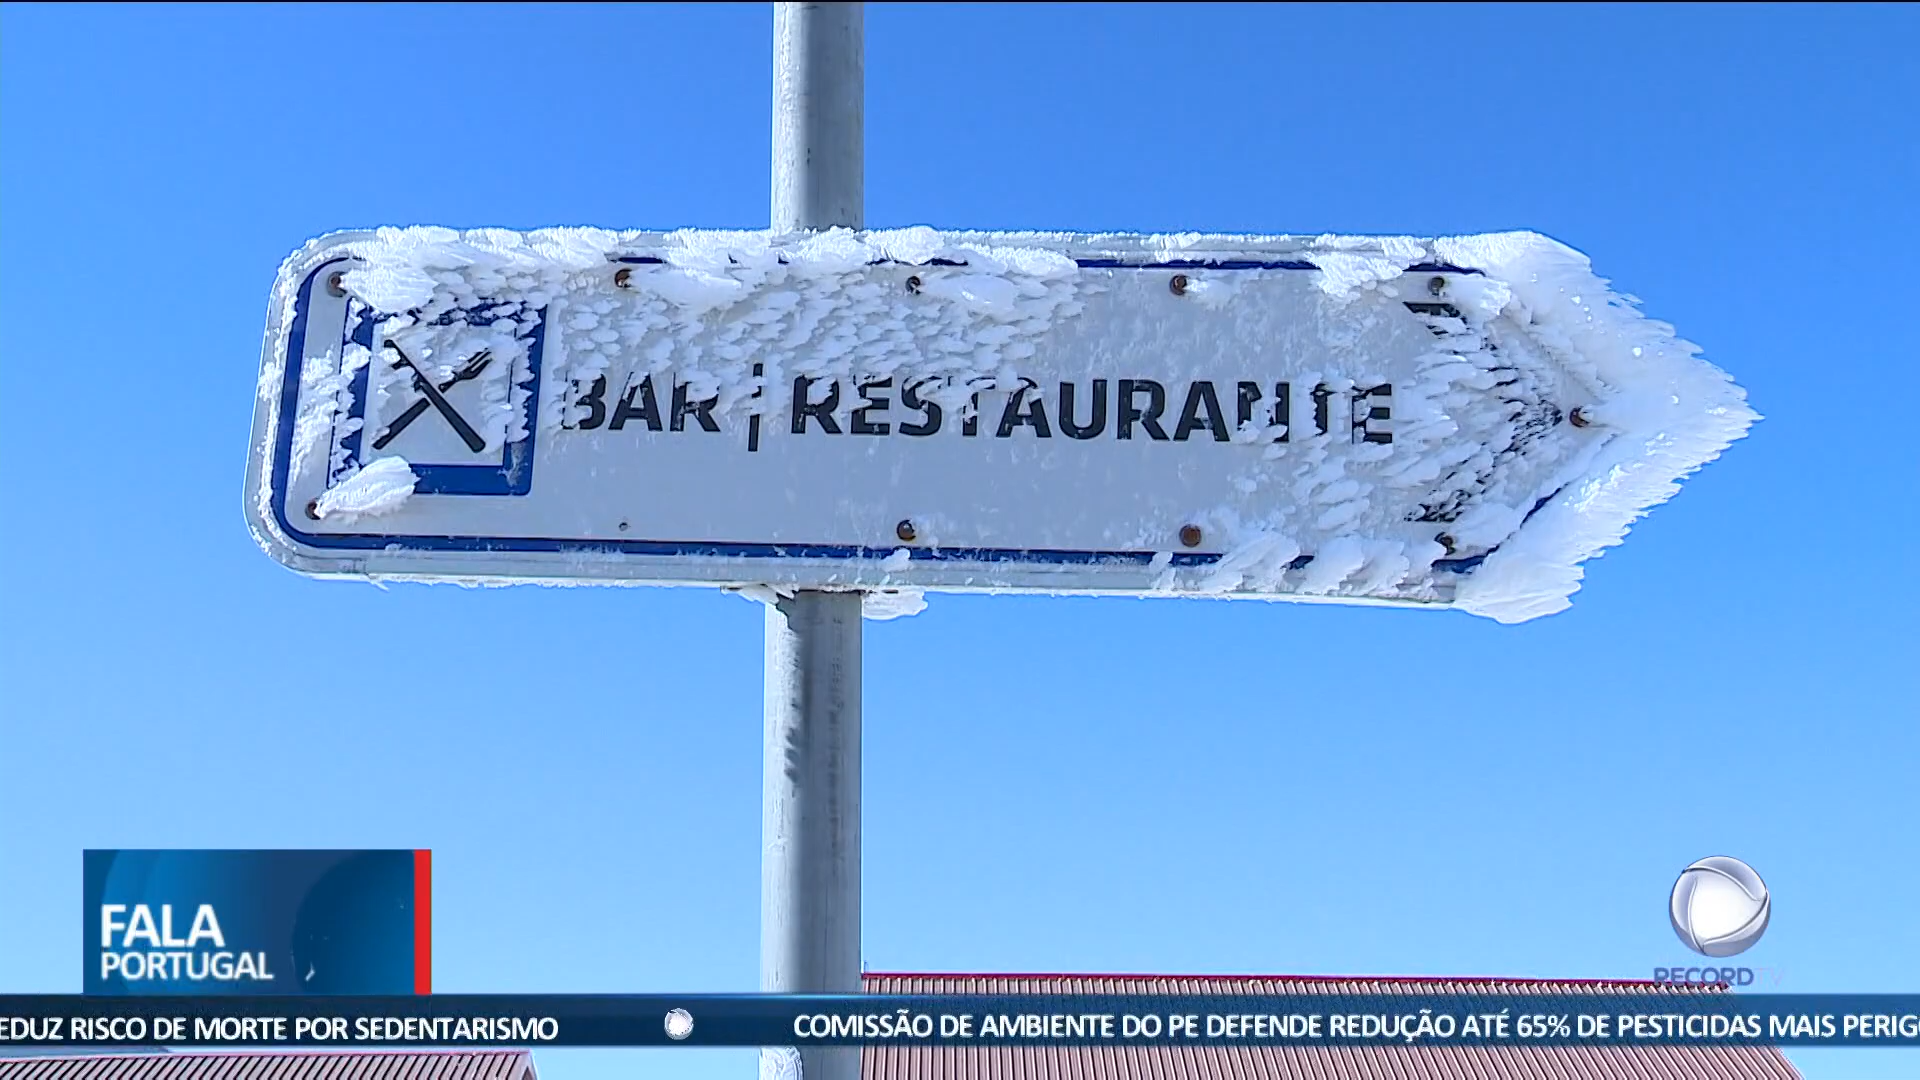 BAR | RESTAURANTE
FALA
PORTUGAL
RECORD TV
EDUZ RISCO DE MORTE POR SEDENTARISMO
COMISSÃO DE AMBIENTE DO PE DEFENDE REDUÇÃO ATÉ 65% DE PESTICIDAS MAIS PERIG